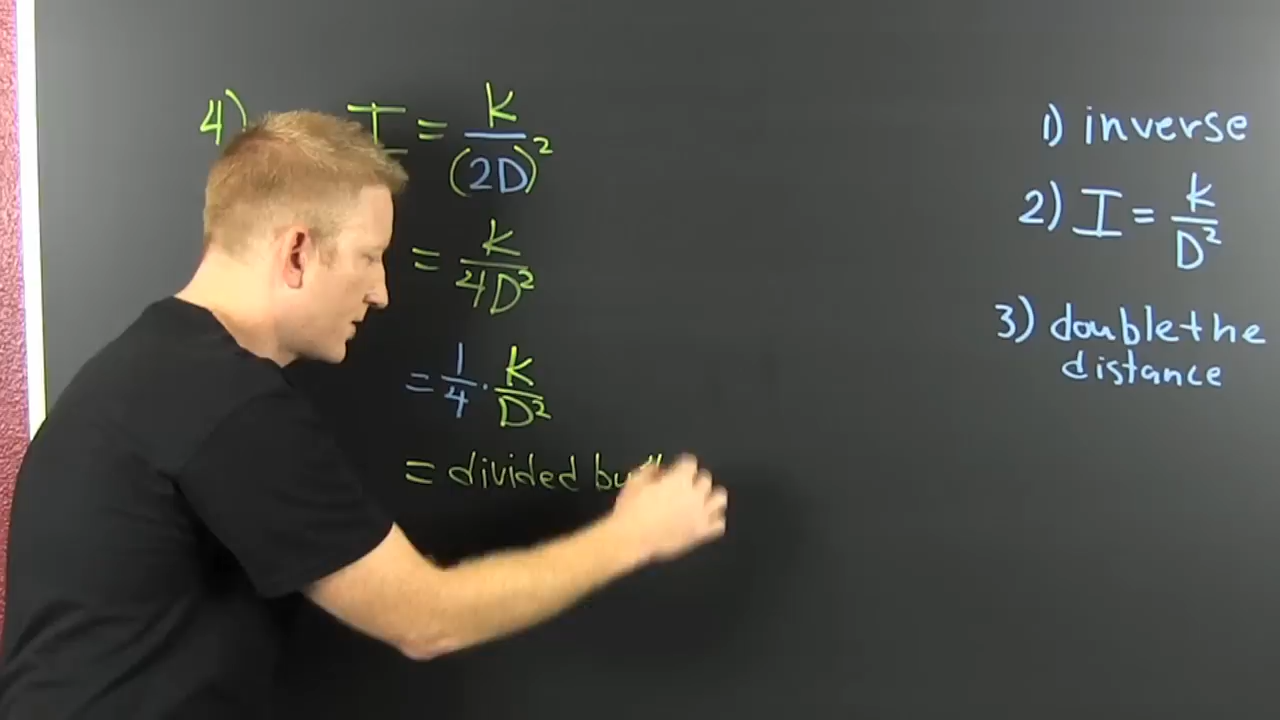 4) I = K/(2D)²
= K/4D²
= 1/4 · K/D²
= divided by
1) inverse
2) I = K/D²
3) double the
distance